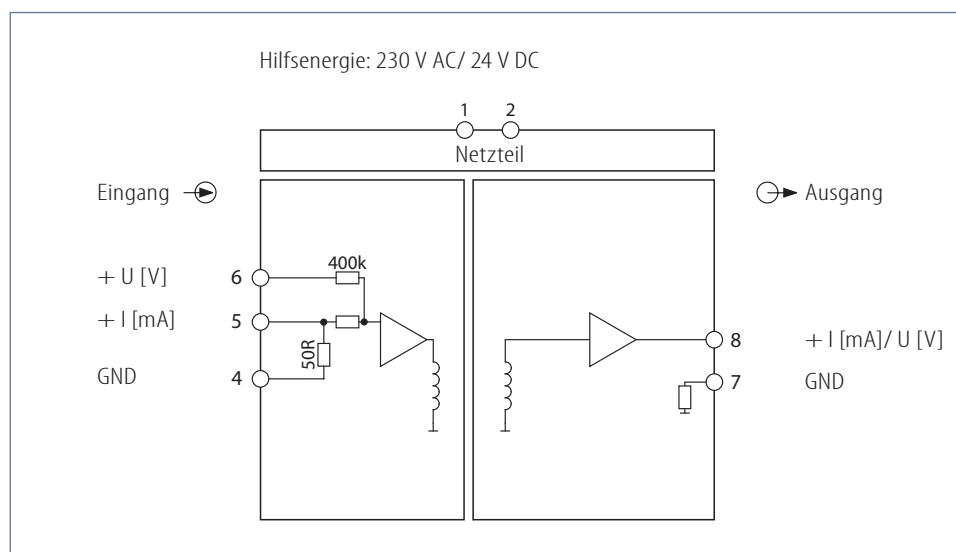 Hilfsenergie: 230 V AC/ 24 V DC
1 2
Netzteil
Eingang
Ausgang
+ U [V] 6
400k
+ I [mA] 5
50R
GND 4
8 + I [mA]/ U [V]
7 GND